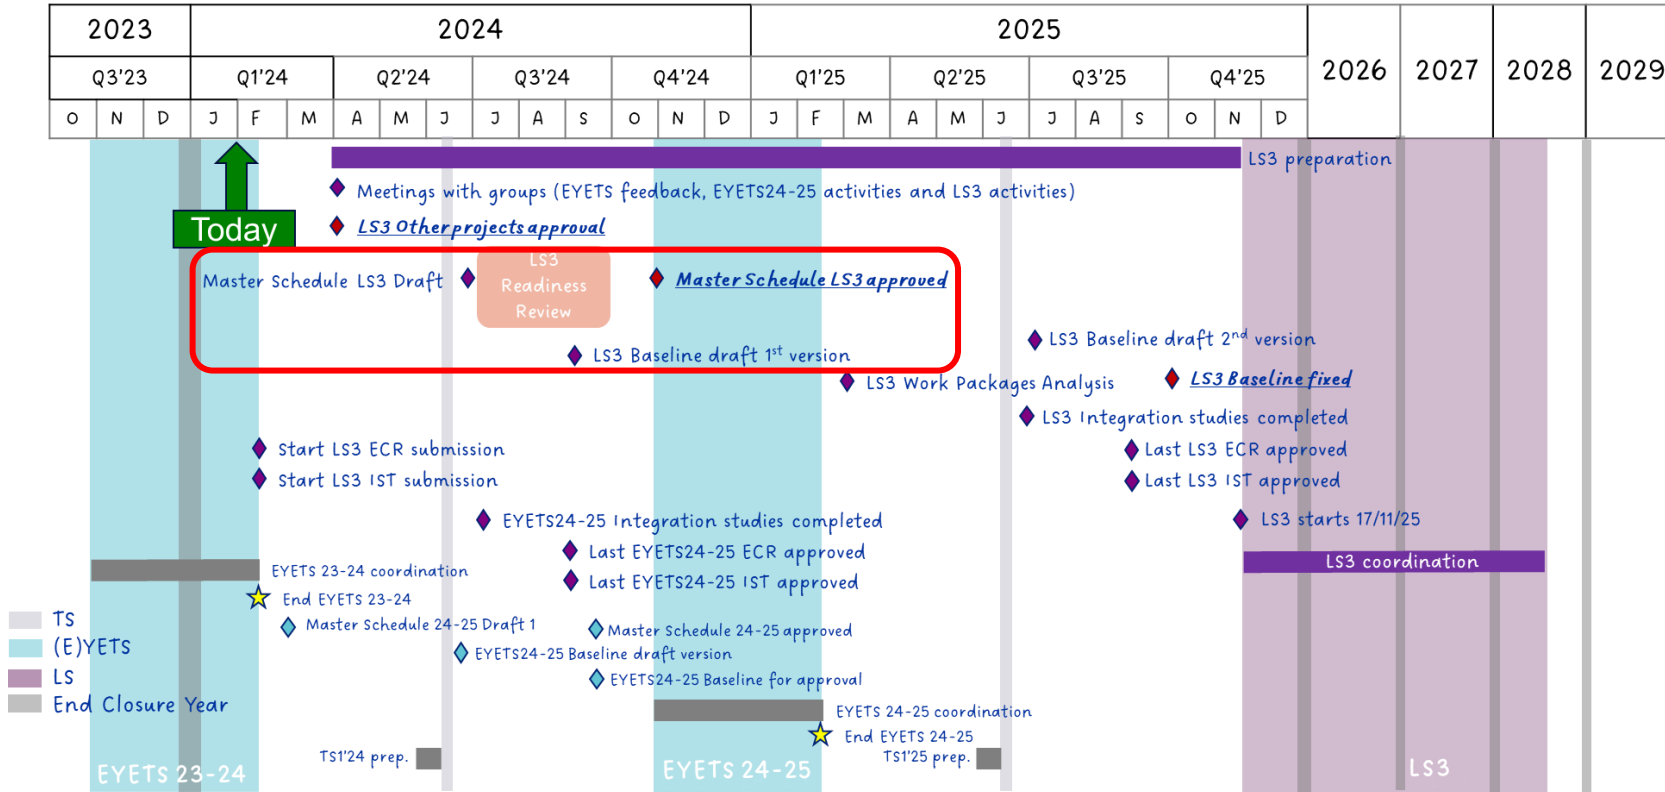 2023
2024
2025
2026
2027
2028
2029
Q3'23
Q1'24
Q2'24
Q3'24
Q4'24
Q1'25
Q2'25
Q3'25
Q4'25
O N D J F M A M J J A S O N D J F M A M J J A S O N D
LS3 preparation
Meetings with groups (EYETS feedback, EYETS24-25 activities and LS3 activities)
Today
LS3 Other projects approval
Master Schedule LS3 Draft
LS3
Readiness
Review
Master Schedule LS3 approved
LS3 Baseline draft 2nd version
LS3 Baseline draft 1st version
LS3 Work Packages Analysis
LS3 Baseline fixed
LS3 Integration studies completed
Start LS3 ECR submission
Last LS3 ECR approved
Start LS3 IST submission
Last LS3 IST approved
EYETS24-25 Integration studies completed
LS3 starts 17/11/25
Last EYETS24-25 ECR approved
LS3 coordination
EYETS 23-24 coordination
Last EYETS24-25 IST approved
End EYETS 23-24
TS
Master Schedule 24-25 Draft 1
Master Schedule 24-25 approved
(E)YETS
EYETS24-25 Baseline draft version
LS
EYETS24-25 Baseline for approval
End Closure Year
EYETS 24-25 coordination
End EYETS 24-25
TS1'24 prep.
TS1'25 prep.
EYETS 23-24
EYETS 24-25
LS3